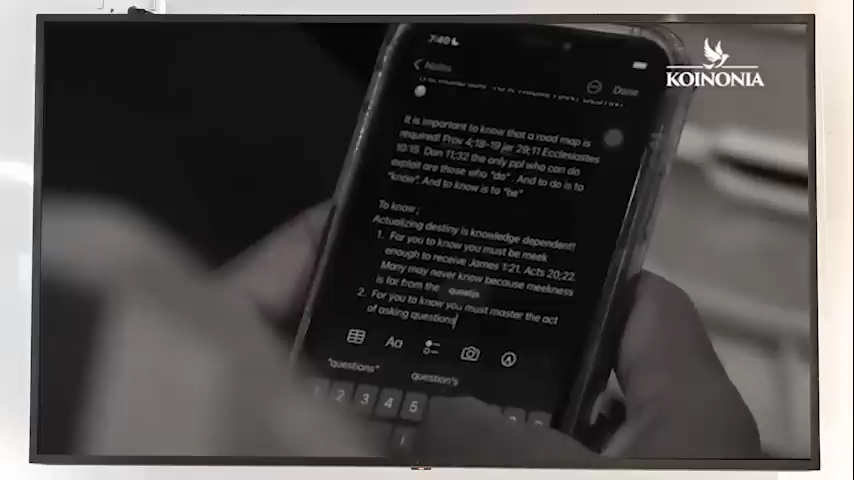 7:40
KOINONIA
Notes
Done
It is important to know that a road map is
required! Prov 4;18-19 jer 29;11 Ecclesiastes
10:15. Dan 11;32 the only ppl who can do
exploit are those who "do" . And to do is to
"know". And to know is to "be"
To know ;
Actualizing destiny is knowledge dependent!
1. For you to know you must be meek
enough to receive James 1:21. Acts 20:22.
Many may never know because meekness
is far from the
2. For you to know you must master the act
of asking questions
Aa
"questions" question's
1 2 3 4 5